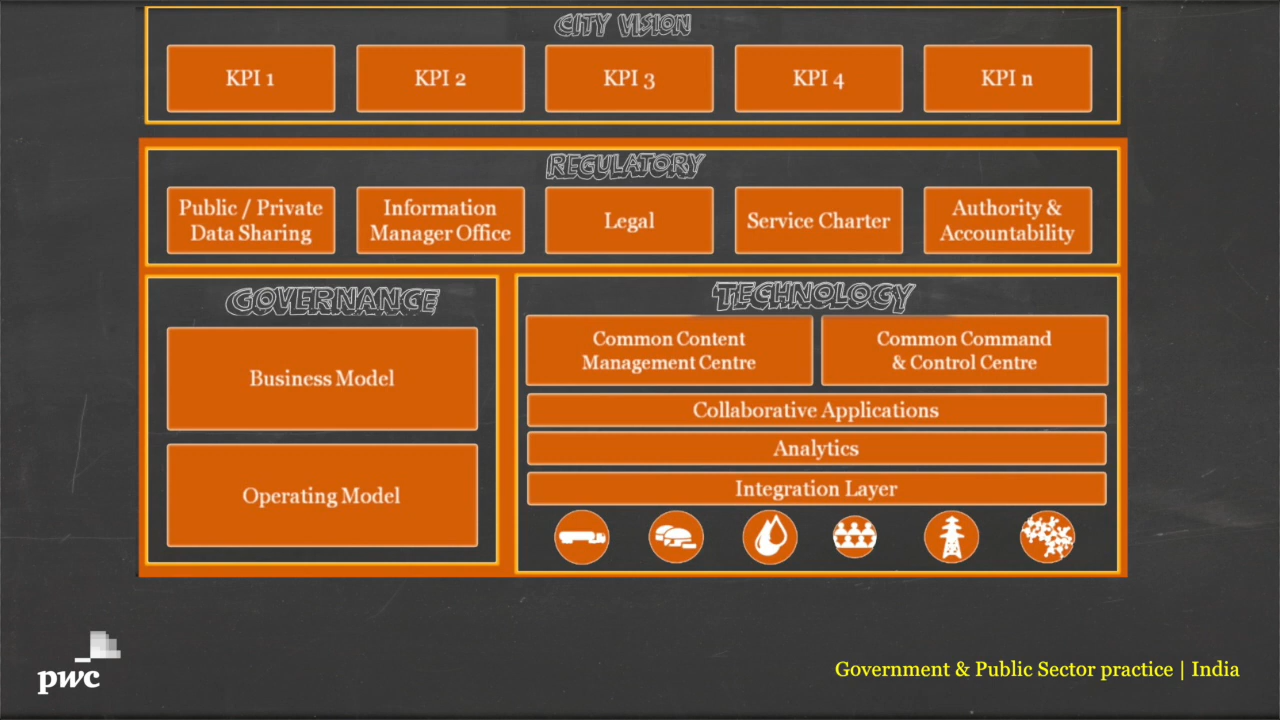 CITY VISION
KPI 1
KPI 2
KPI 3
KPI 4
KPI n
REGULATORY
Public / Private
Data Sharing
Information
Manager Office
Legal
Service Charter
Authority &
Accountability
GOVERNANCE
Business Model
Operating Model
TECHNOLOGY
Common Content
Management Centre
Common Command
& Control Centre
Collaborative Applications
Analytics
Integration Layer
pwc
Government & Public Sector practice | India